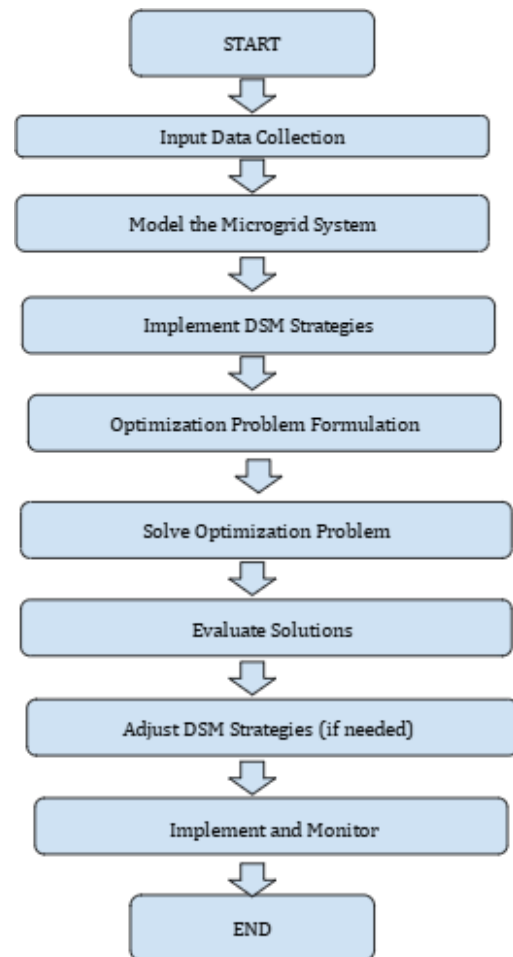 START
Input Data Collection
Model the Microgrid System
Implement DSM Strategies
Optimization Problem Formulation
Solve Optimization Problem
Evaluate Solutions
Adjust DSM Strategies (if needed)
Implement and Monitor
END